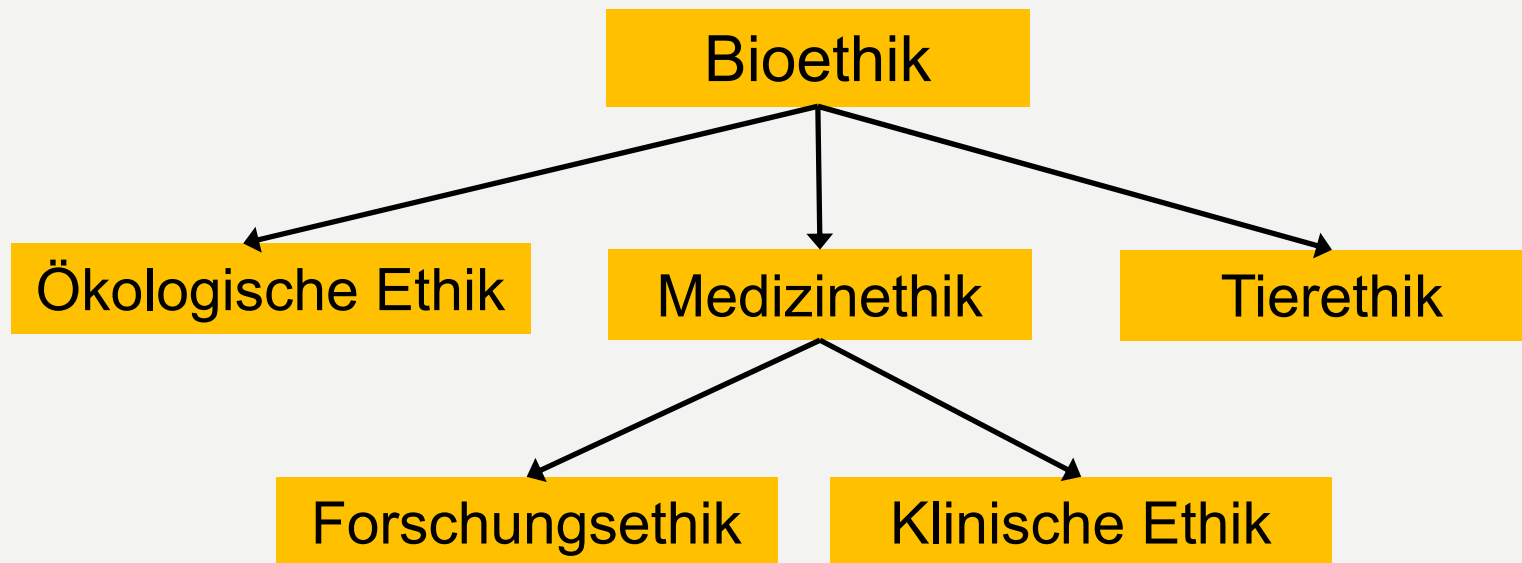 Bioethik
Ökologische Ethik
Medizinethik
Tierethik
Forschungsethik
Klinische Ethik